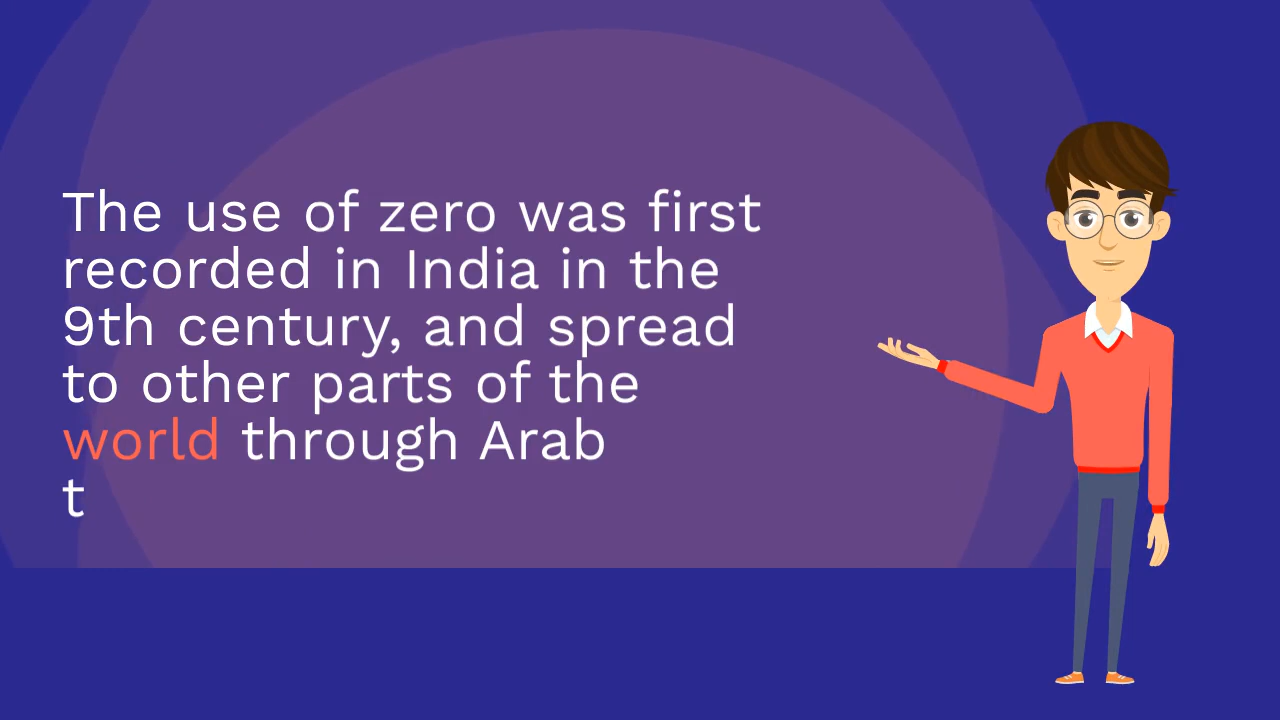 The use of zero was first
recorded in India in the
9th century, and spread
to other parts of the
world through Arab
t